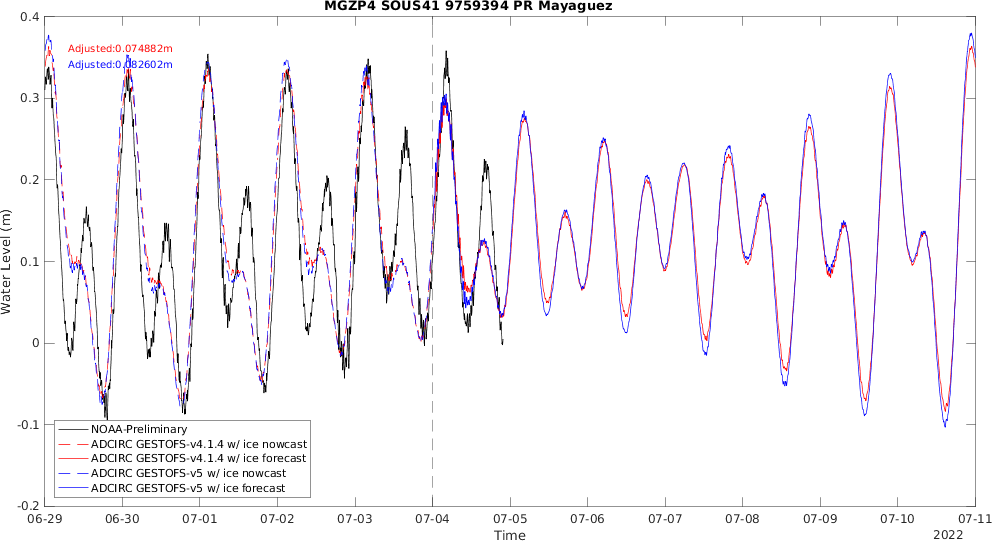 MGZP4 SOUS41 9759394 PR Mayaguez
Adjusted:0.074882m
Adjusted:0.082602m
Water Level (m)
0.4
0.3
0.2
0.1
0
-0.1
-0.2
NOAA-Preliminary
ADCIRC GESTOFS-v4.1.4 w/ ice nowcast
ADCIRC GESTOFS-v4.1.4 w/ ice forecast
ADCIRC GESTOFS-v5 w/ ice nowcast
ADCIRC GESTOFS-v5 w/ ice forecast
06-29 06-30 07-01 07-02 07-03 07-04 07-05 07-06 07-07 07-08 07-09 07-10 07-11
Time
2022